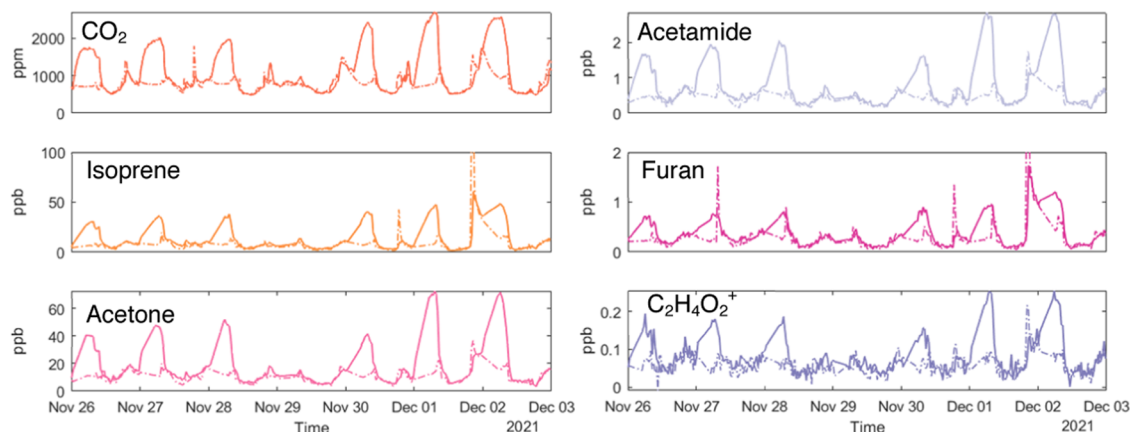 CO2
ppm
2000
1000
0
Acetamide
ppb
2
1
0
Isoprene
ppb
100
50
0
Furan
ppb
2
1
0
Acetone
ppb
60
40
20
0
Nov 26 Nov 27 Nov 28 Nov 29 Nov 30 Dec 01 Dec 02 Dec 03
Time 2021
C2H4O2+
ppb
0.2
0.1
0
Nov 26 Nov 27 Nov 28 Nov 29 Nov 30 Dec 01 Dec 02 Dec 03
Time 2021